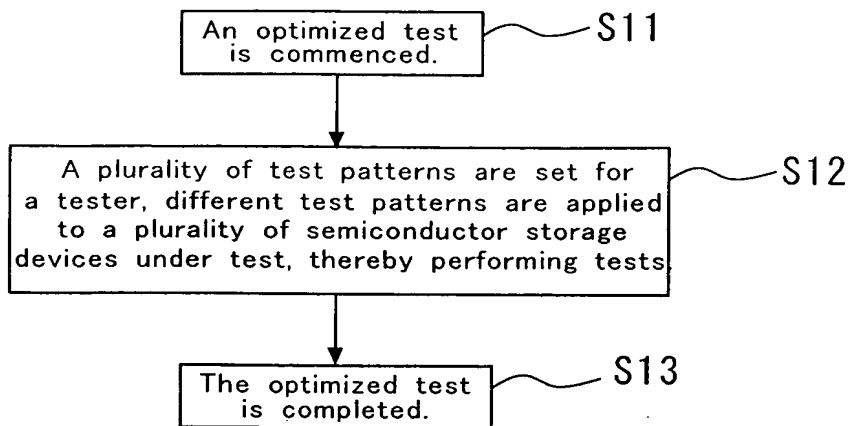 An optimized test
is commenced.
S11
A plurality of test patterns are set for
a tester, different test patterns are applied
to a plurality of semiconductor storage
devices under test, thereby performing tests
S12
The optimized test
is completed.
S13